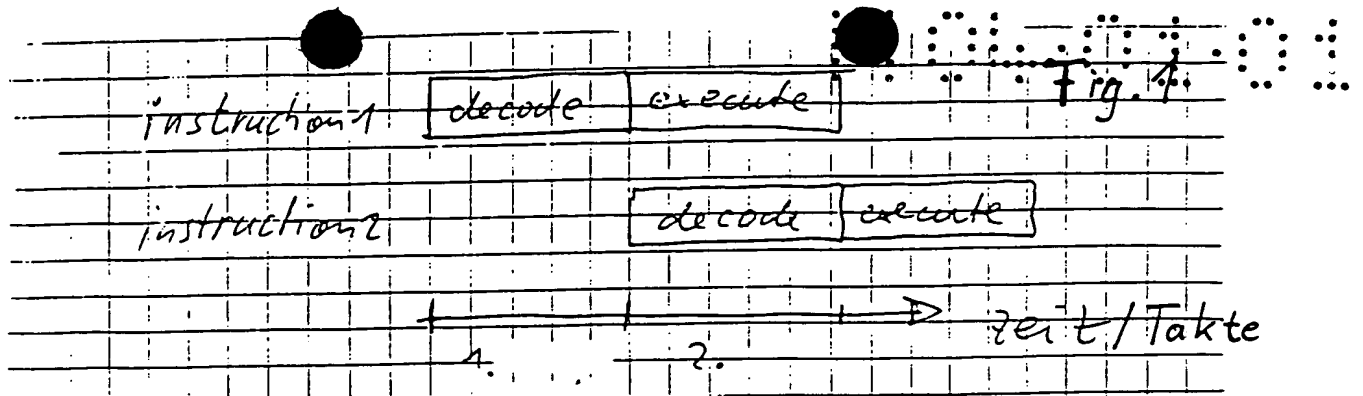 Fig. 1
instruction1 decode execute
instruction2 decode execute
zeit/Takte
1. 2.